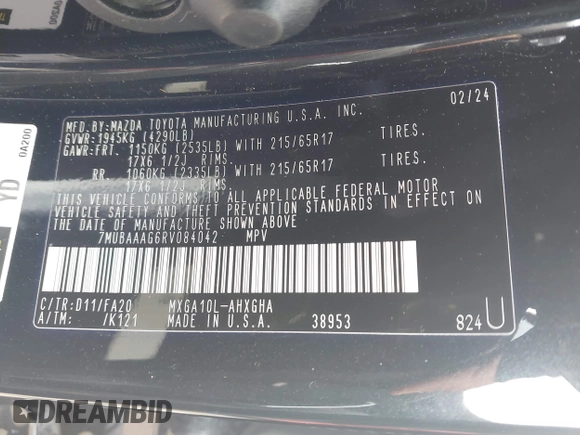 MFD.BY:MAZDA TOYOTA MANUFACTURING U.S.A. INC. 02/24
GVWR:1945KG (4290LB)
GAWR:FRT. 1150KG (2535LB) WITH 215/65R17 TIRES.
17X6 1/2J RIMS.
RR. 1060KG (2335LB) WITH 215/65R17 TIRES.
17X6 1/2J RIMS.
THIS VEHICLE CONFORMS TO ALL APPLICABLE FEDERAL MOTOR
VEHICLE SAFETY AND THEFT PREVENTION STANDARDS IN EFFECT ON
THE DATE OF MANUFACTURE SHOWN ABOVE.
7MUBAAAG6RV084042 MPV
C/TR:D11/FA20 MXGA10L-AHXGHA
A/TM: /K121 MADE IN U.S.A. 38953 824U
YD 0A200
DREAMBID